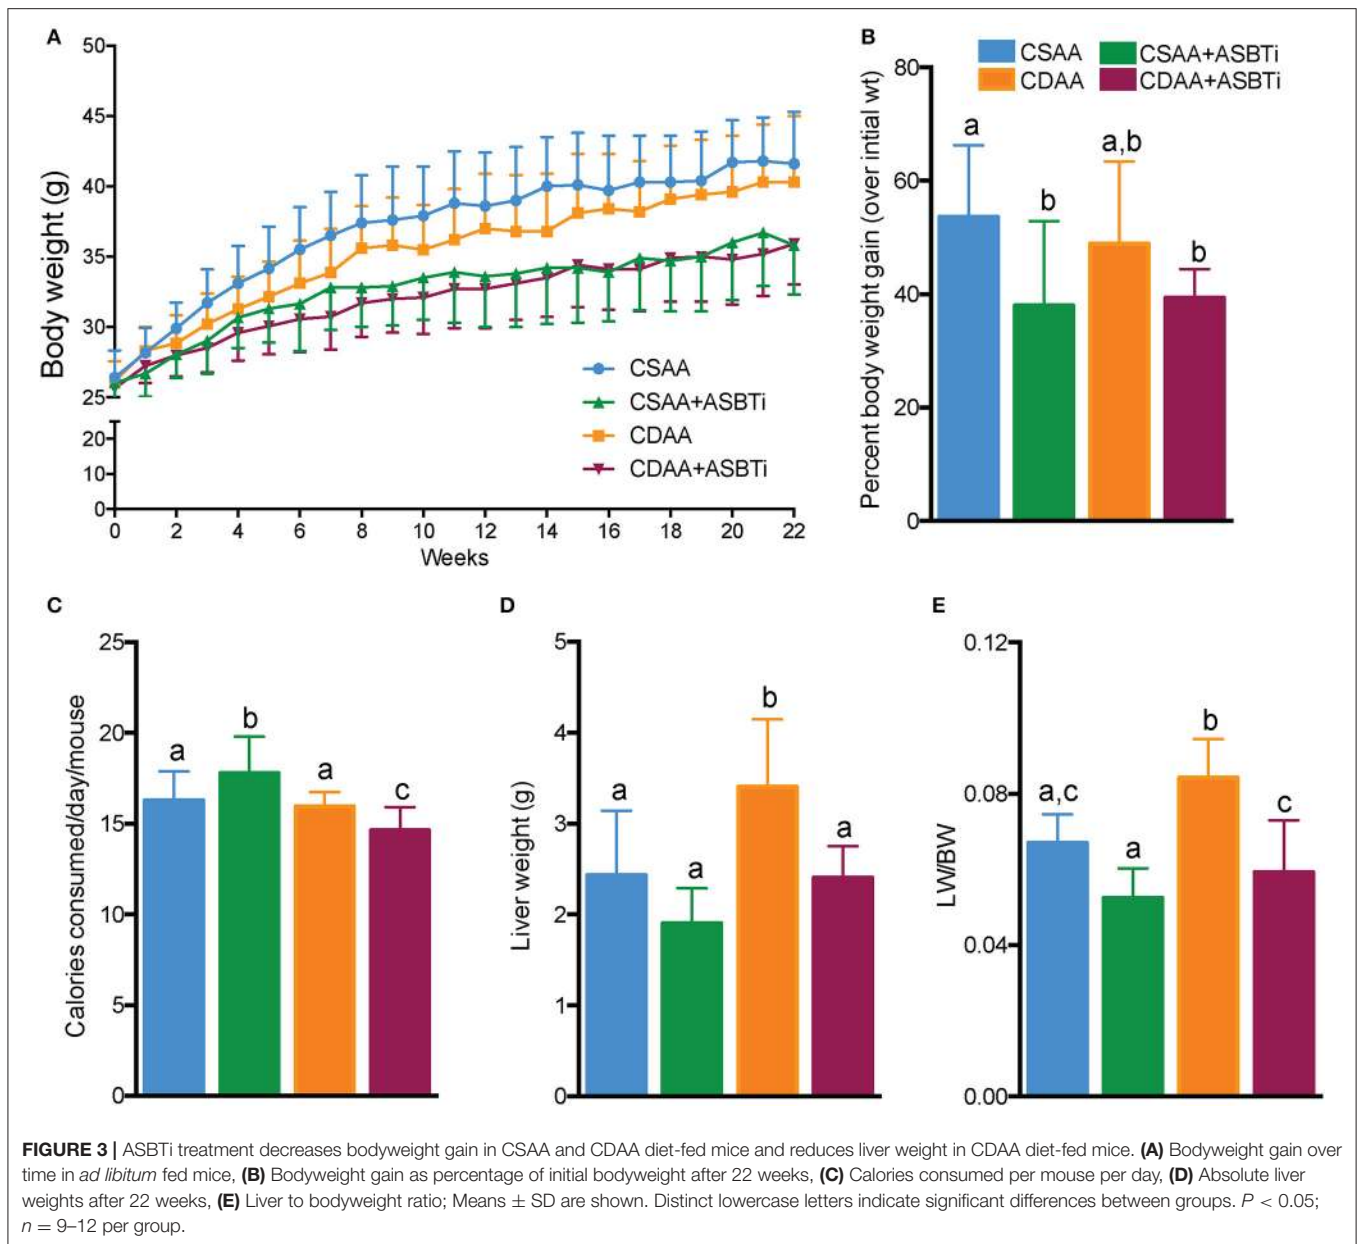 A
50
45
40
35
30
25
20
10
0
Body weight (g)
0 2 4 6 8 10 12 14 16 18 20 22
Weeks
CSAA
CSAA+ASBTi
CDAA
CDAA+ASBTi
B
CSAA CSAA+ASBTi
CDAA CDAA+ASBTi
80
60
40
20
0
Percent body weight gain (over intial wt)
a b a,b b
C
25
20
15
10
5
0
Calories consumed/day/mouse
a b a c
D
5
4
3
2
1
0
Liver weight (g)
a a b a
E
0.12
0.08
0.04
0.00
LW/BW
a,c a b c
FIGURE 3 | ASBTi treatment decreases bodyweight gain in CSAA and CDAA diet-fed mice and reduces liver weight in CDAA diet-fed mice. (A) Bodyweight gain over
time in ad libitum fed mice, (B) Bodyweight gain as percentage of initial bodyweight after 22 weeks, (C) Calories consumed per mouse per day, (D) Absolute liver
weights after 22 weeks, (E) Liver to bodyweight ratio; Means ± SD are shown. Distinct lowercase letters indicate significant differences between groups. P < 0.05;
n = 9–12 per group.